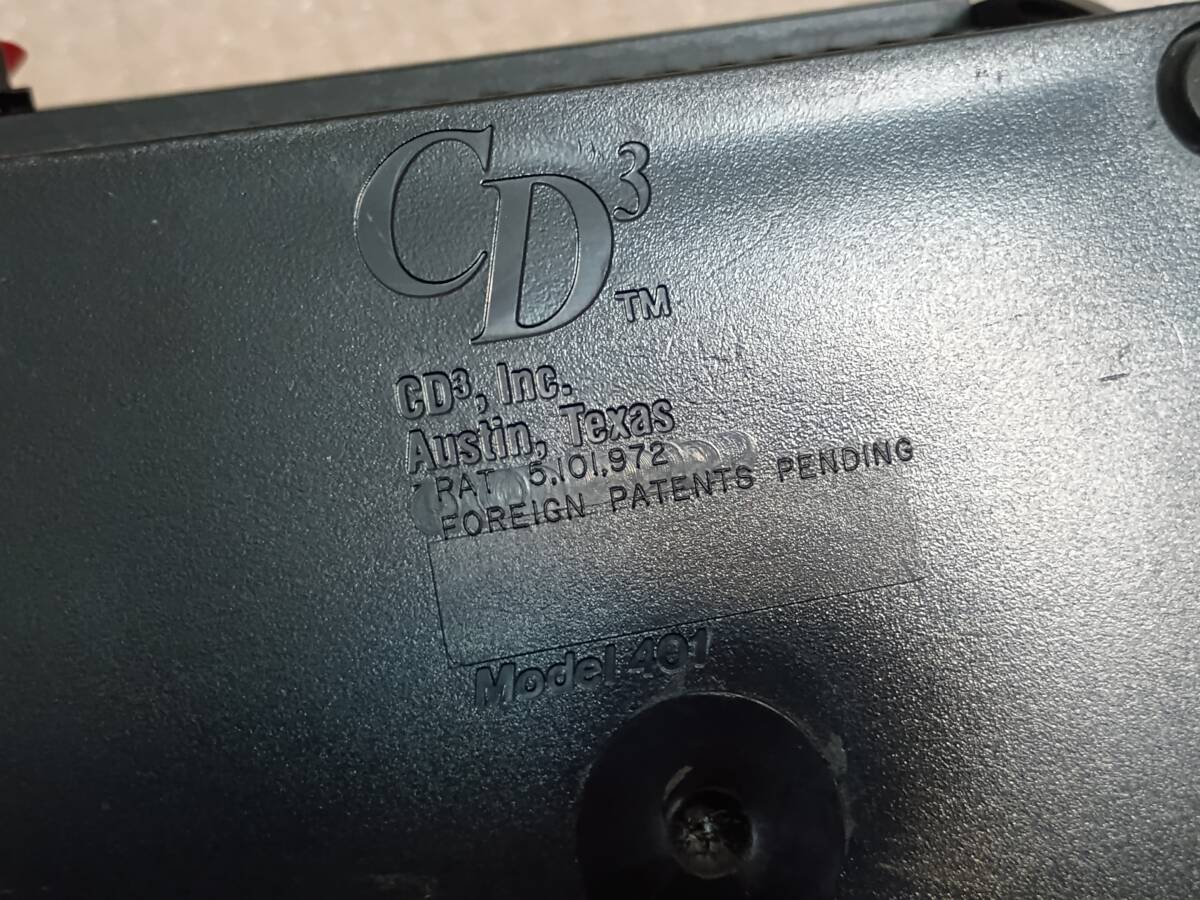 CD³ ™
CD³, Inc.
Austin, Texas
PAT 5,101,972
FOREIGN PATENTS PENDING
Model 401